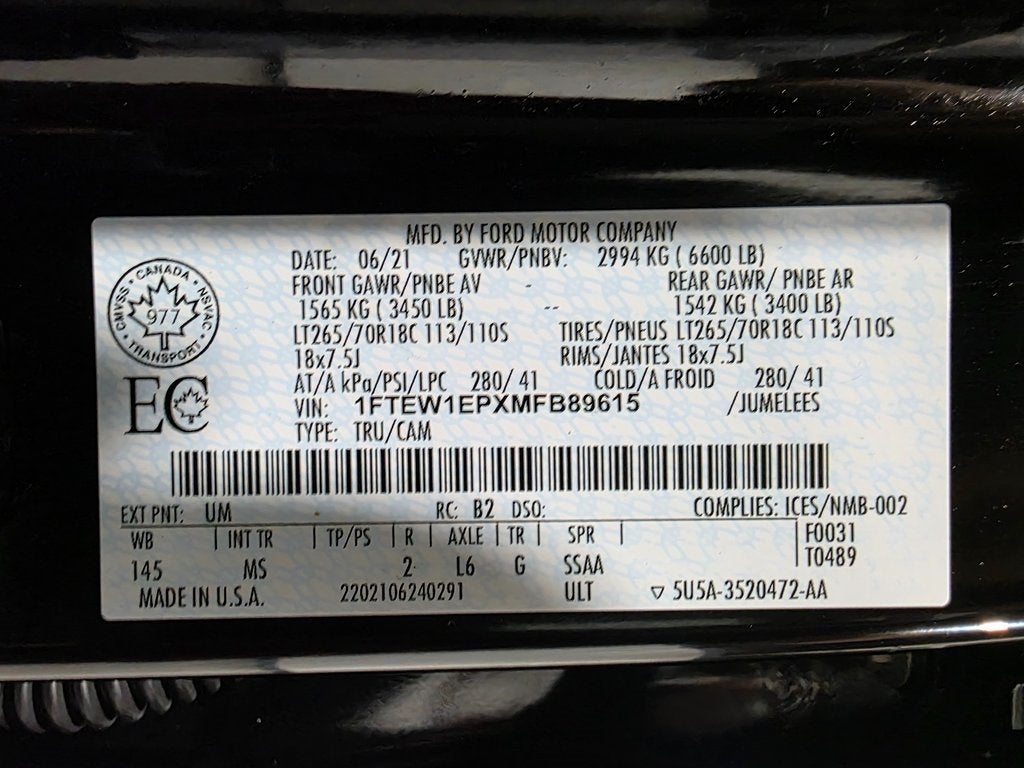 MFD. BY FORD MOTOR COMPANY
DATE: 06/21 GVWR/PNBV: 2994 KG ( 6600 LB)
FRONT GAWR/PNBE AV - REAR GAWR/ PNBE AR
1565 KG ( 3450 LB) -- 1542 KG ( 3400 LB)
LT265/70R18C 113/110S TIRES/PNEUS LT265/70R18C 113/110S
18x7.5J RIMS/JANTES 18x7.5J
AT/A kPa/PSI/LPC 280/ 41 COLD/A FROID 280/ 41
VIN: 1FTEW1EPXMFB89615 /JUMELEES
TYPE: TRU/CAM
CANADA
CMVSS 977 NSVAC
TRANSPORT
EC
EXT PNT: UM RC: B2 DSO: COMPLIES: ICES/NMB-002
WB | INT TR | TP/PS | R | AXLE | TR | SPR | F0031
T0489
145 MS 2 L6 G SSAA
MADE IN U.S.A. 2202106240291 ULT ▽ 5U5A-3520472-AA